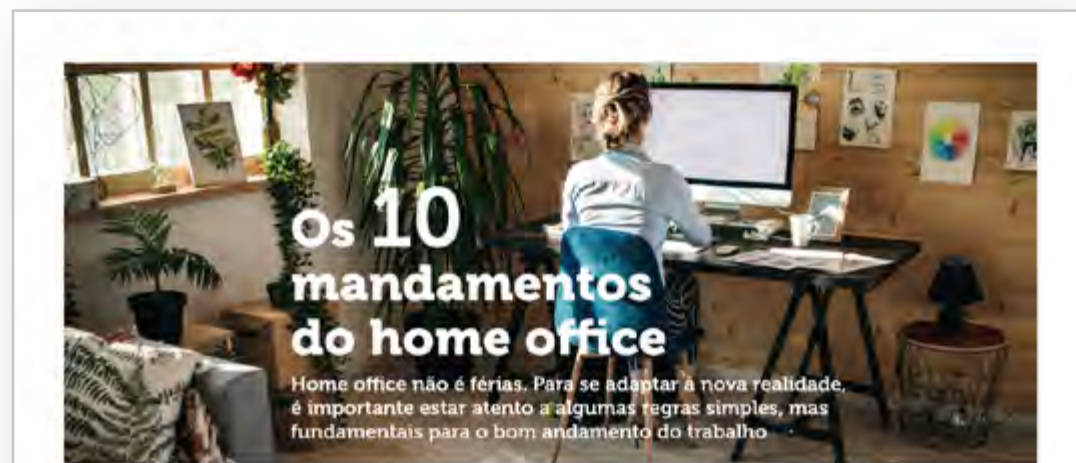 Os 10
mandamentos
do home office
Home office não é férias. Para se adaptar à nova realidade,
é importante estar atento a algumas regras simples, mas
fundamentais para o bom andamento do trabalho